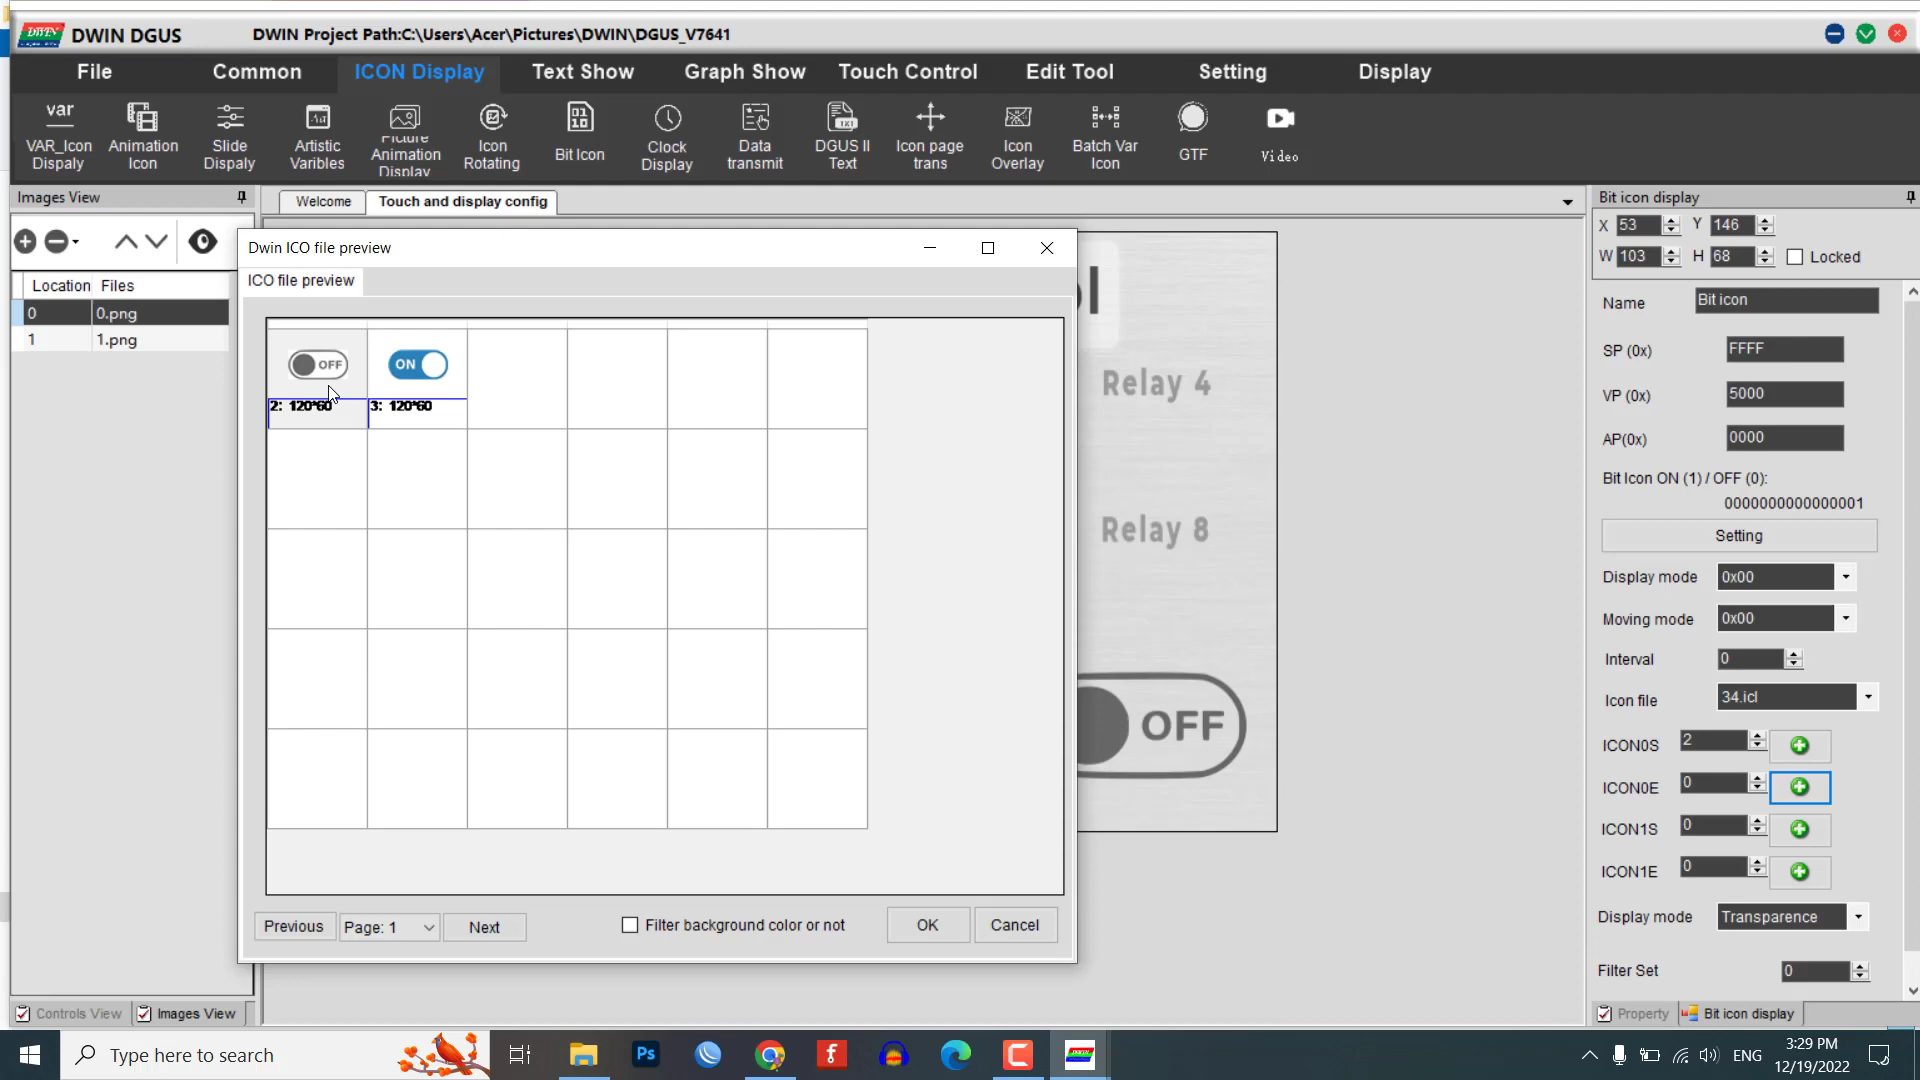 DWIN DGUS
DWIN Project Path:C:\Users\Acer\Pictures\DWIN\DGUS_V7641
File
Common
ICON Display
Text Show
Graph Show
Touch Control
Edit Tool
Setting
Display
var
VAR_Icon
Dispaly
Animation
Icon
Slide
Dispaly
Artistic
Varibles
Picture
Animation
Display
Icon
Rotating
Bit Icon
Clock
Display
Data
transmit
DGUS II
Text
Icon page
trans
Icon
Overlay
Batch Var
Icon
GTF
Video
Images View
Welcome
Touch and display config
Bit icon display
X 53 Y 146
W 103 H 68 Locked
Location Files
0 0.png
1 1.png
Dwin ICO file preview
ICO file preview
OFF
ON
2: 120*60
3: 120*60
Previous
Page: 1
Next
Filter background color or not
OK
Cancel
ol
Relay 4
Relay 8
OFF
Name Bit icon
SP (0x) FFFF
VP (0x) 5000
AP(0x) 0000
Bit Icon ON (1) / OFF (0):
0000000000000001
Setting
Display mode 0x00
Moving mode 0x00
Interval 0
Icon file 34.icl
ICON0S 2
ICON0E 0
ICON1S 0
ICON1E 0
Display mode Transparence
Filter Set 0
Controls View
Images View
Property
Bit icon display
Type here to search
Ps
ENG
3:29 PM
12/19/2022